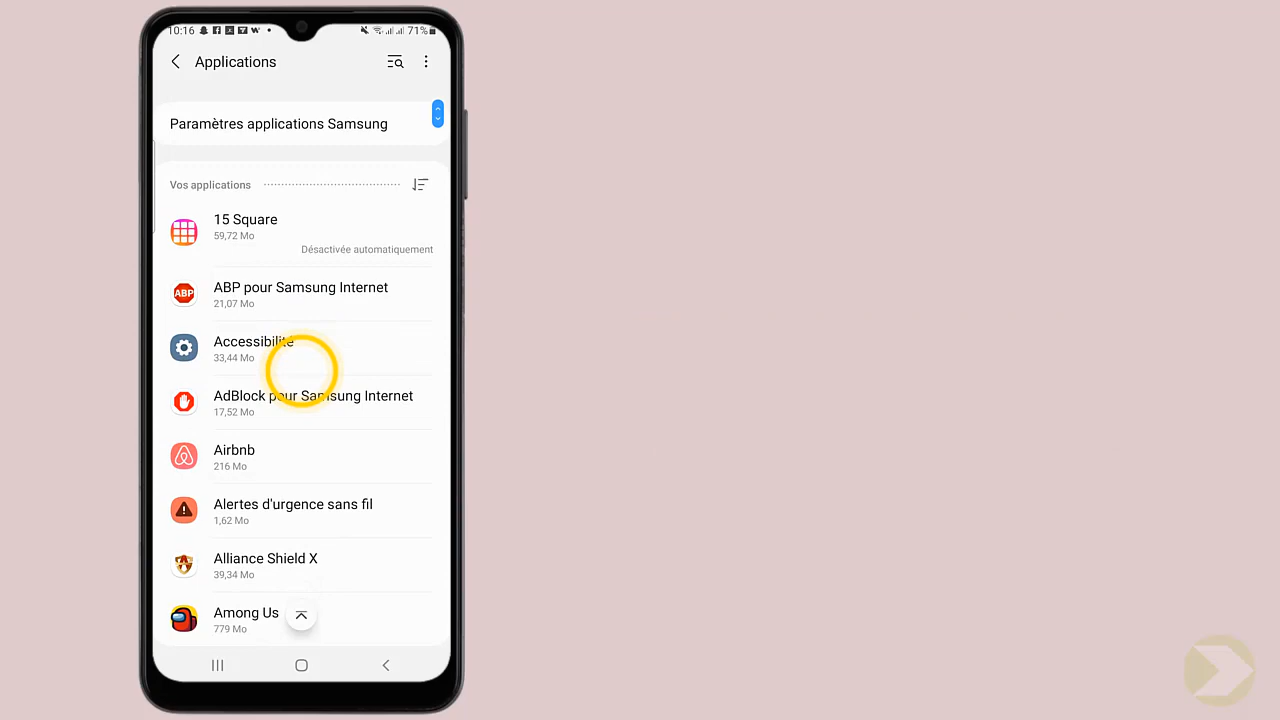 10:16
71%
Applications
Paramètres applications Samsung
Vos applications
15 Square
59,72 Mo
Désactivée automatiquement
ABP
ABP pour Samsung Internet
21,07 Mo
Accessibilité
33,44 Mo
AdBlock pour Samsung Internet
17,52 Mo
Airbnb
216 Mo
Alertes d'urgence sans fil
1,62 Mo
Alliance Shield X
39,34 Mo
Among Us
779 Mo